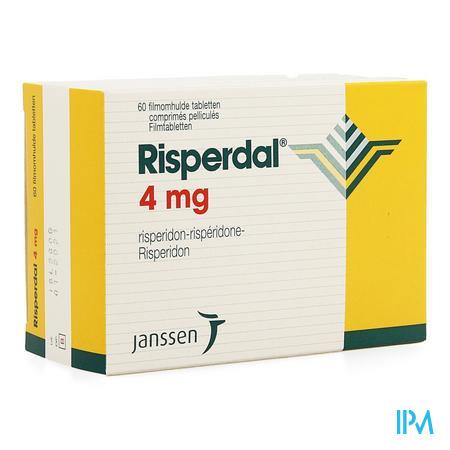 60 filmomhulde tabletten
comprimés pelliculés
Filmtabletten
Risperdal®
4 mg
risperidon-rispéridone-
Risperidon
janssen
60 filmomhulde tabletten
Risperdal 4 mg
IPM